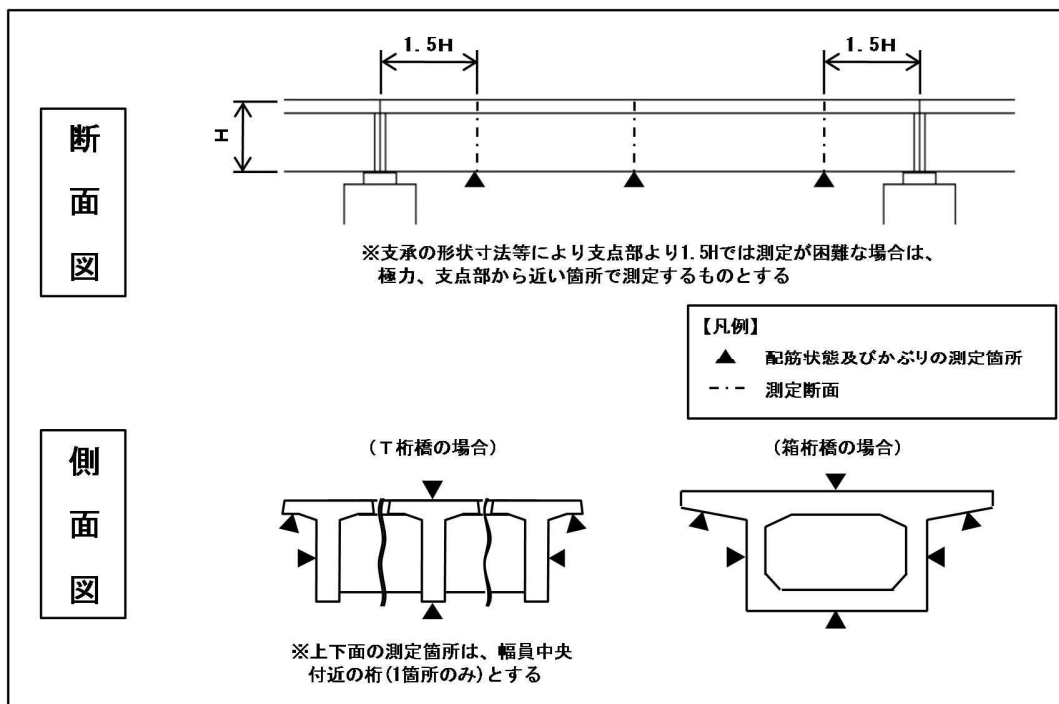 断面図
1.5H
1.5H
H
※支承の形状寸法等により支点部より1.5Hでは測定が困難な場合は、
極力、支点部から近い箇所で測定するものとする
【凡例】
▲ 配筋状態及びかぶりの測定箇所
測定断面
側面図
(T桁橋の場合)
(箱桁橋の場合)
※上下面の測定箇所は、幅員中央
付近の桁(1箇所のみ)とする